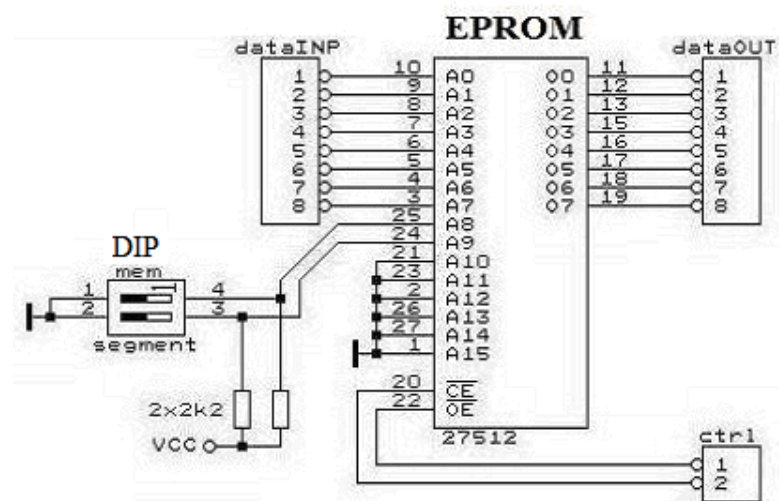 EPROM
dataINP dataOUT
1 10 A0 O0 11 1
2 9 A1 O1 12 2
3 8 A2 O2 13 3
4 7 A3 O3 15 4
5 6 A4 O4 16 5
6 5 A5 O5 17 6
7 4 A6 O6 18 7
8 3 A7 O7 19 8
25 A8
24 A9
21 A10
23 A11
2 A12
26 A13
27 A14
1 A15
20 CE
22 OE
27512
DIP
mem
1 1 4
2 3
segment
2x2k2
VCC
ctrl
1
2